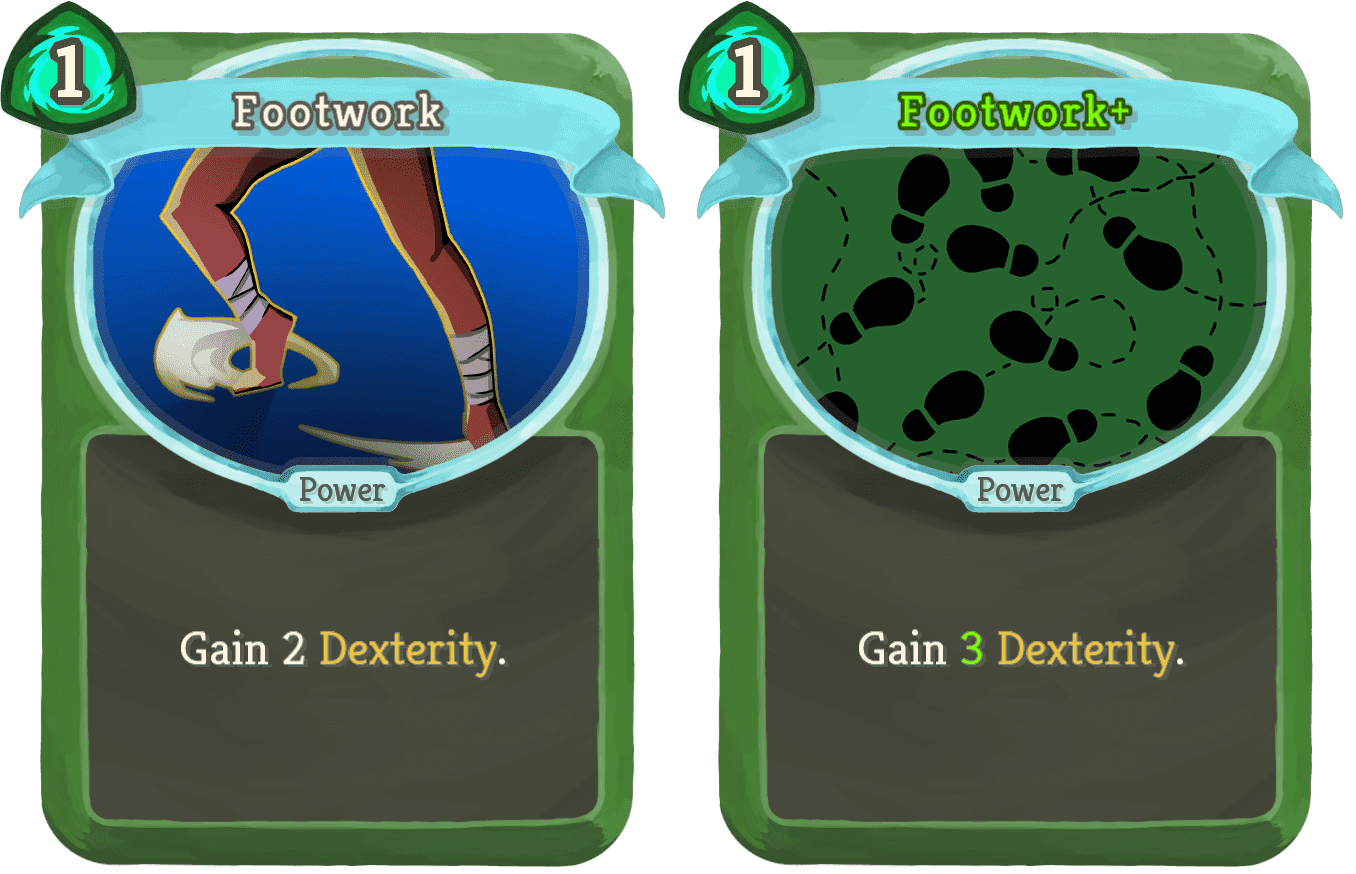 1
Footwork
Power
Gain 2 Dexterity.
1
Footwork+
Power
Gain 3 Dexterity.